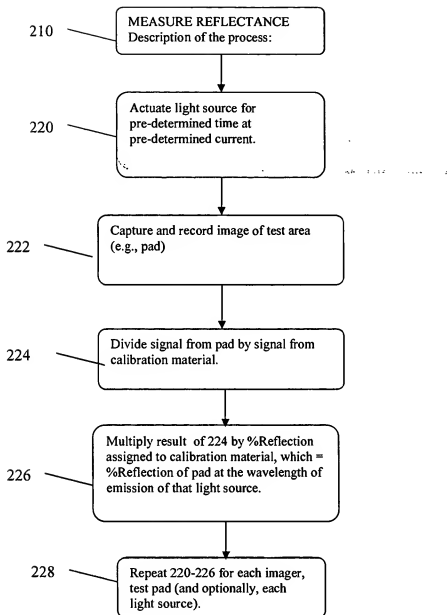 210
MEASURE REFLECTANCE
Description of the process:
220
Actuate light source for
pre-determined time at
pre-determined current.
222
Capture and record image of test area
(e.g., pad)
224
Divide signal from pad by signal from
calibration material.
226
Multiply result of 224 by %Reflection
assigned to calibration material, which =
%Reflection of pad at the wavelength of
emission of that light source.
228
Repeat 220-226 for each imager,
test pad (and optionally, each
light source).